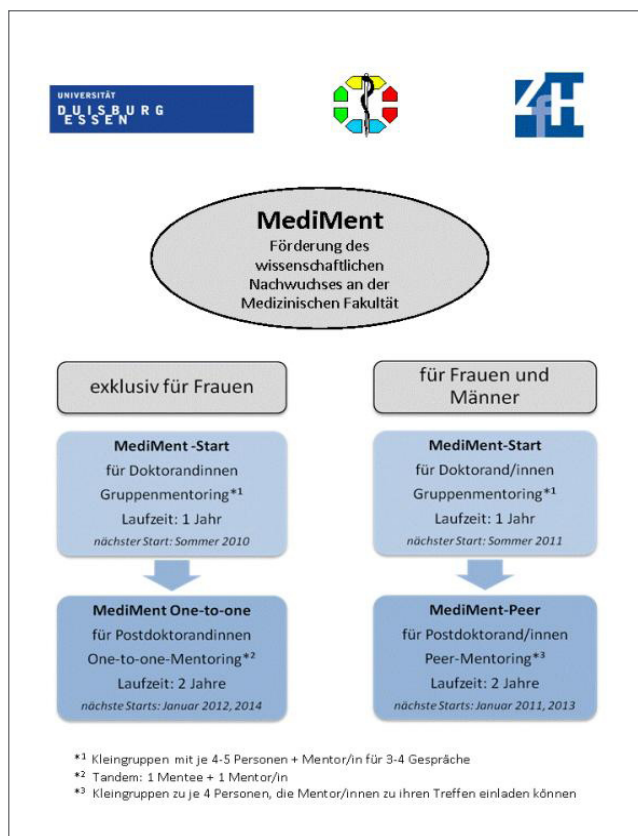 UNIVERSITÄT
DUISBURG
ESSEN
ZfH
MediMent
Förderung des
wissenschaftlichen
Nachwuchses an der
Medizinischen Fakultät
exklusiv für Frauen
für Frauen und
Männer
MediMent -Start
für Doktorandinnen
Gruppenmentoring*1
Laufzeit: 1 Jahr
nächster Start: Sommer 2010
MediMent-Start
für Doktorand/innen
Gruppenmentoring*1
Laufzeit: 1 Jahr
nächster Start: Sommer 2011
MediMent One-to-one
für Postdoktorandinnen
One-to-one-Mentoring*2
Laufzeit: 2 Jahre
nächste Starts: Januar 2012, 2014
MediMent-Peer
für Postdoktorand/innen
Peer-Mentoring*3
Laufzeit: 2 Jahre
nächste Starts: Januar 2011, 2013
*1 Kleingruppen mit je 4-5 Personen + Mentor/in für 3-4 Gespräche
*2 Tandem: 1 Mentee + 1 Mentor/in
*3 Kleingruppen zu je 4 Personen, die Mentor/innen zu ihren Treffen einladen können